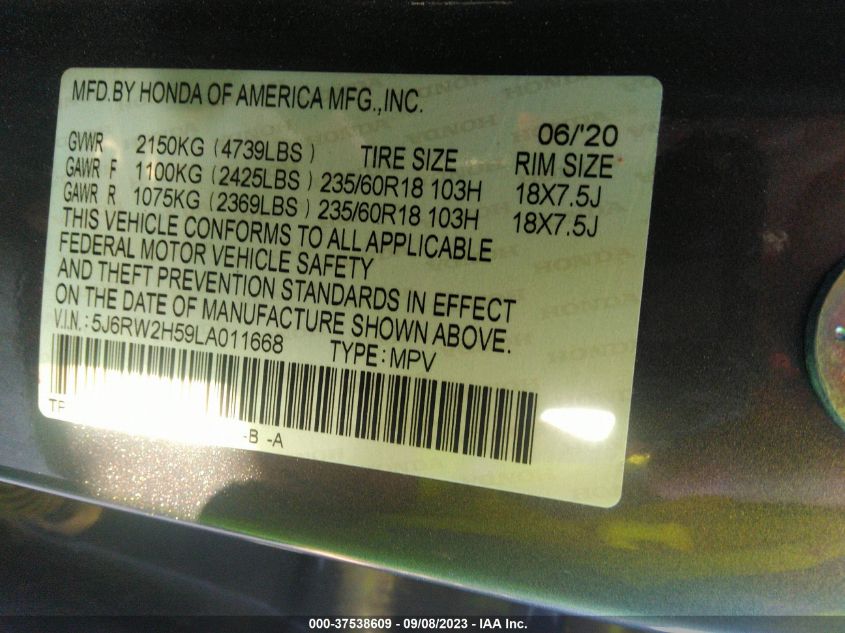 MFD.BY HONDA OF AMERICA MFG.,INC.
06/'20
GVWR 2150KG (4739LBS) TIRE SIZE RIM SIZE
GAWR F 1100KG (2425LBS) 235/60R18 103H 18X7.5J
GAWR R 1075KG (2369LBS) 235/60R18 103H 18X7.5J
THIS VEHICLE CONFORMS TO ALL APPLICABLE
FEDERAL MOTOR VEHICLE SAFETY
AND THEFT PREVENTION STANDARDS IN EFFECT
ON THE DATE OF MANUFACTURE SHOWN ABOVE.
V.I.N.: 5J6RW2H59LA011668 TYPE: MPV
-B -A
000-37538609 - 09/08/2023 - IAA Inc.